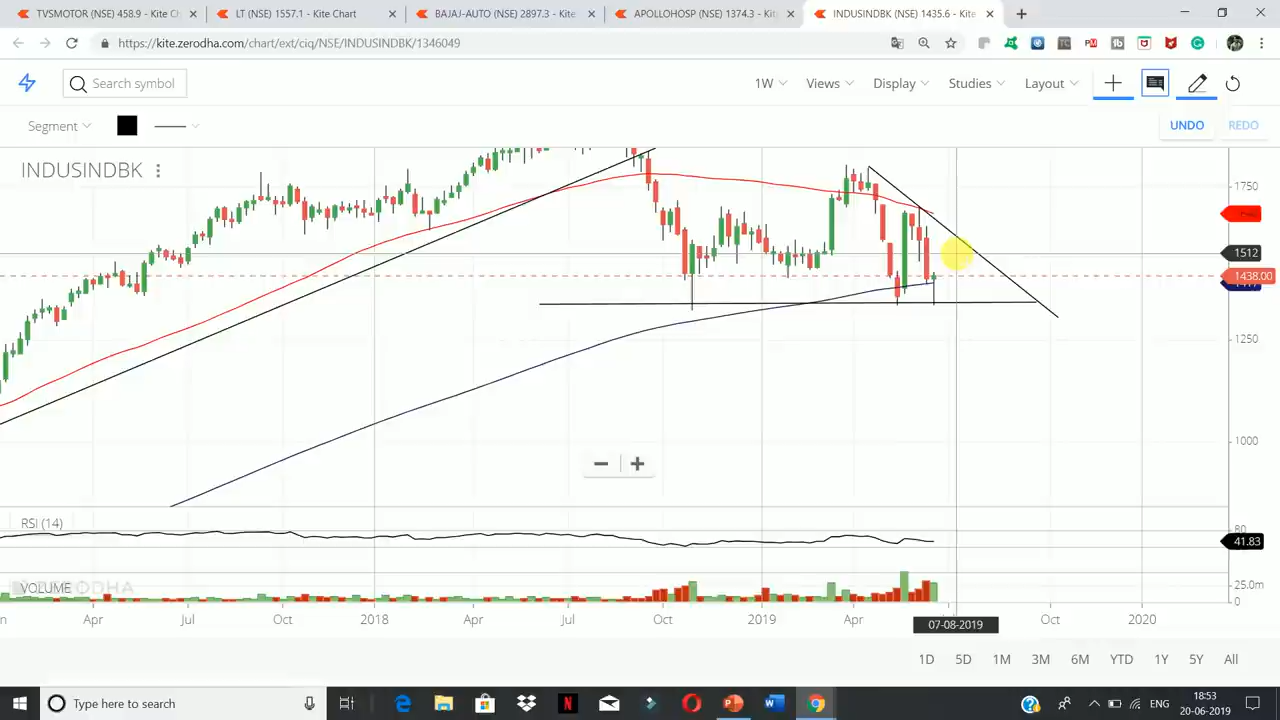 TVSMOTOR (NSE) 458.9 - Kite C
LT (NSE) 1557.1 - Kite Chart
BAJAJ-AUTO (NSE) 2897.3 -
APOLLOHOSP (NSE) 1374.3 -
INDUSINDBK (NSE) 1435.6 - Kite
https://kite.zerodha.com/chart/ext/ciq/NSE/INDUSINDBK/1346049
Search symbol
1W Views Display Studies Layout
Segment UNDO REDO
INDUSINDBK
1750
1512
1438.00
1250
1000
RSI (14)
80
41.83
VOLUME
ZERODHA
25.0m
0
Apr Jul Oct 2018 Apr Jul Oct 2019 Apr Oct 2020
07-08-2019
1D 5D 1M 3M 6M YTD 1Y 5Y All
Type here to search
ENG
18:53
20-06-2019